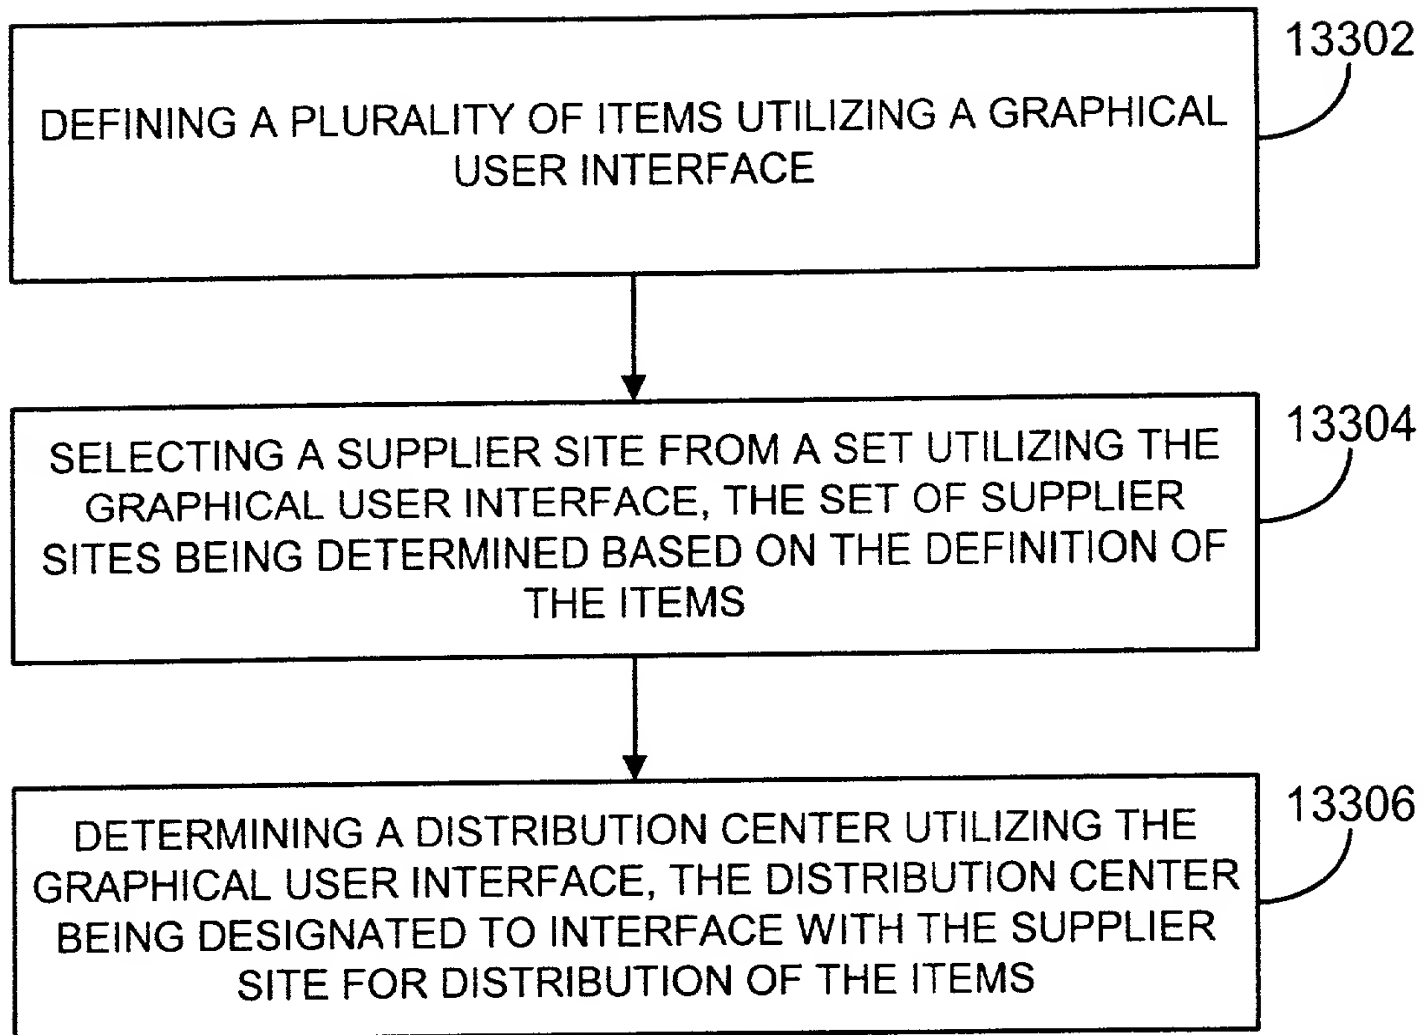 13302
DEFINING A PLURALITY OF ITEMS UTILIZING A GRAPHICAL
USER INTERFACE
13304
SELECTING A SUPPLIER SITE FROM A SET UTILIZING THE
GRAPHICAL USER INTERFACE, THE SET OF SUPPLIER
SITES BEING DETERMINED BASED ON THE DEFINITION OF
THE ITEMS
13306
DETERMINING A DISTRIBUTION CENTER UTILIZING THE
GRAPHICAL USER INTERFACE, THE DISTRIBUTION CENTER
BEING DESIGNATED TO INTERFACE WITH THE SUPPLIER
SITE FOR DISTRIBUTION OF THE ITEMS